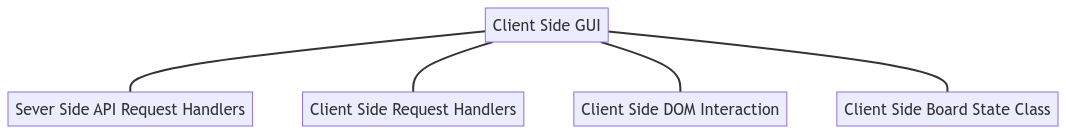 Client Side GUI
Sever Side API Request Handlers
Client Side Request Handlers
Client Side DOM Interaction
Client Side Board State Class